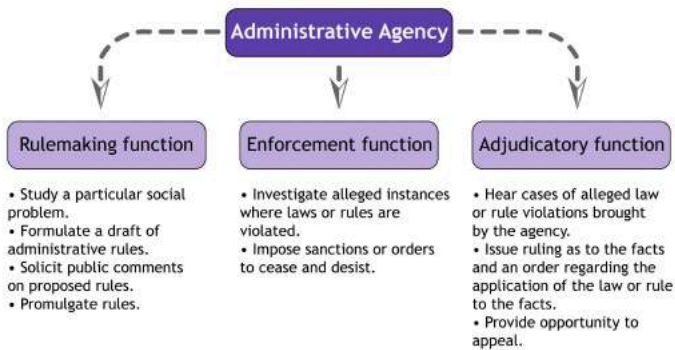 Administrative Agency
Rulemaking function
• Study a particular social
problem.
• Formulate a draft of
administrative rules.
• Solicit public comments
on proposed rules.
• Promulgate rules.
Enforcement function
• Investigate alleged instances
where laws or rules are
violated.
• Impose sanctions or orders
to cease and desist.
Adjudicatory function
• Hear cases of alleged law
or rule violations brought
by the agency.
• Issue ruling as to the facts
and an order regarding the
application of the law or rule
to the facts.
• Provide opportunity to
appeal.